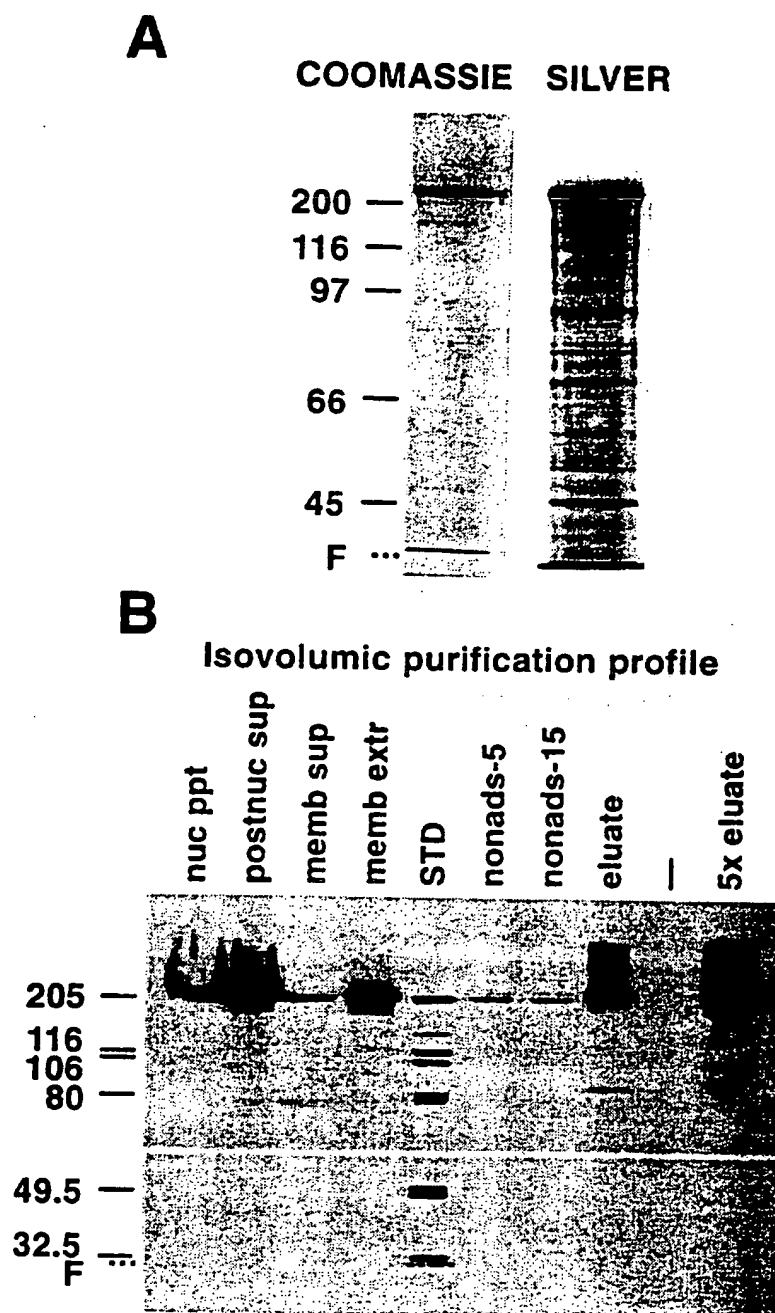 A
COOMASSIE SILVER
200
116
97
66
45
F
B
Isovolumic purification profile
nuc ppt
postnuc sup
memb sup
memb extr
STD
nonads-5
nonads-15
eluate
—
5x eluate
205
116
106
80
49.5
32.5
F